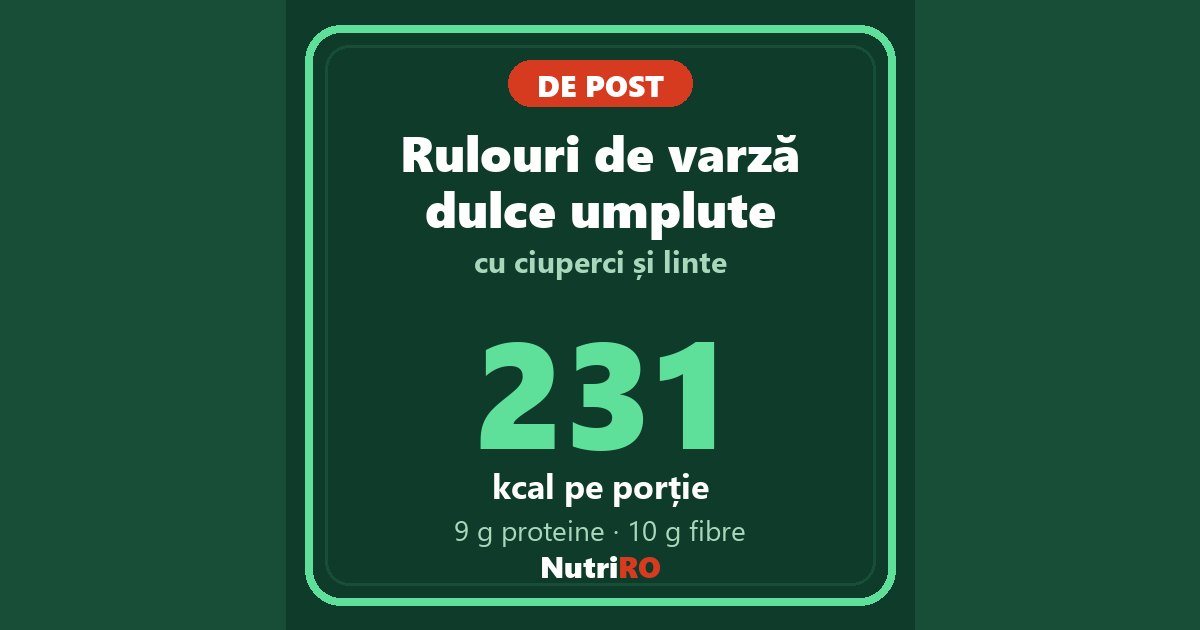 DE POST
Rulouri de varză
dulce umplute
cu ciuperci și linte
231
kcal pe porție
9 g proteine · 10 g fibre
NutriRO